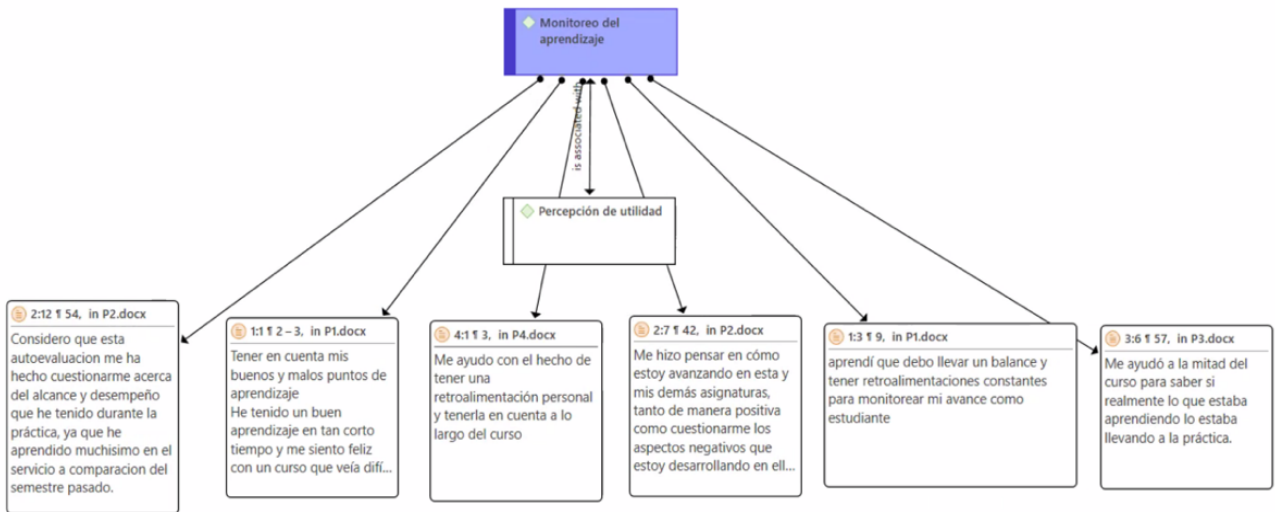 Monitoreo del
aprendizaje
is associated with
Percepción de utilidad
2:12 ¶ 54, in P2.docx
Considero que esta
autoevaluacion me ha
hecho cuestionarme acerca
del alcance y desempeño
que he tenido durante la
práctica, ya que he
aprendido muchisimo en el
servicio a comparacion del
semestre pasado.
1:1 ¶ 2 – 3, in P1.docx
Tener en cuenta mis
buenos y malos puntos de
aprendizaje
He tenido un buen
aprendizaje en tan corto
tiempo y me siento feliz
con un curso que veía difí...
4:1 ¶ 3, in P4.docx
Me ayudo con el hecho de
tener una
retroalimentación personal
y tenerla en cuenta a lo
largo del curso
2:7 ¶ 42, in P2.docx
Me hizo pensar en cómo
estoy avanzando en esta y
mis demás asignaturas,
tanto de manera positiva
como cuestionarme los
aspectos negativos que
estoy desarrollando en ell...
1:3 ¶ 9, in P1.docx
aprendí que debo llevar un balance y
tener retroalimentaciones constantes
para monitorear mi avance como
estudiante
3:6 ¶ 57, in P3.docx
Me ayudó a la mitad del
curso para saber si
realmente lo que estaba
aprendiendo lo estaba
llevando a la práctica.